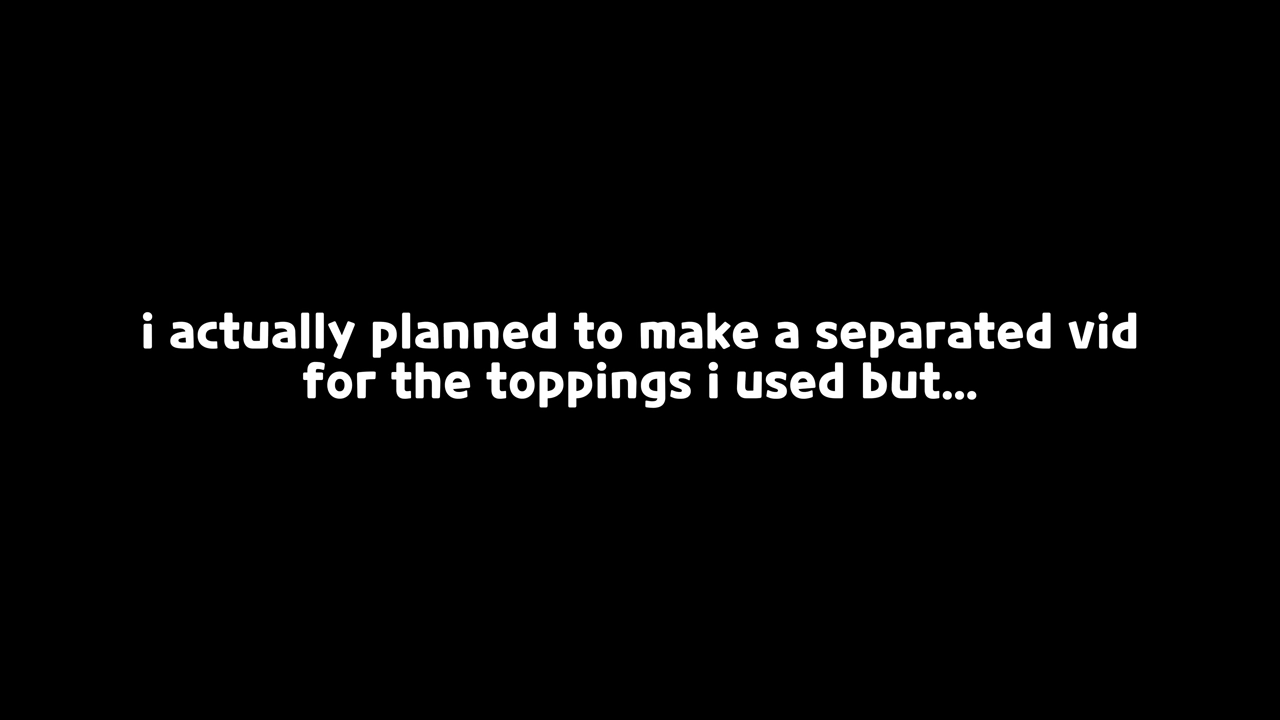 i actually planned to make a separated vid
for the toppings i used but...